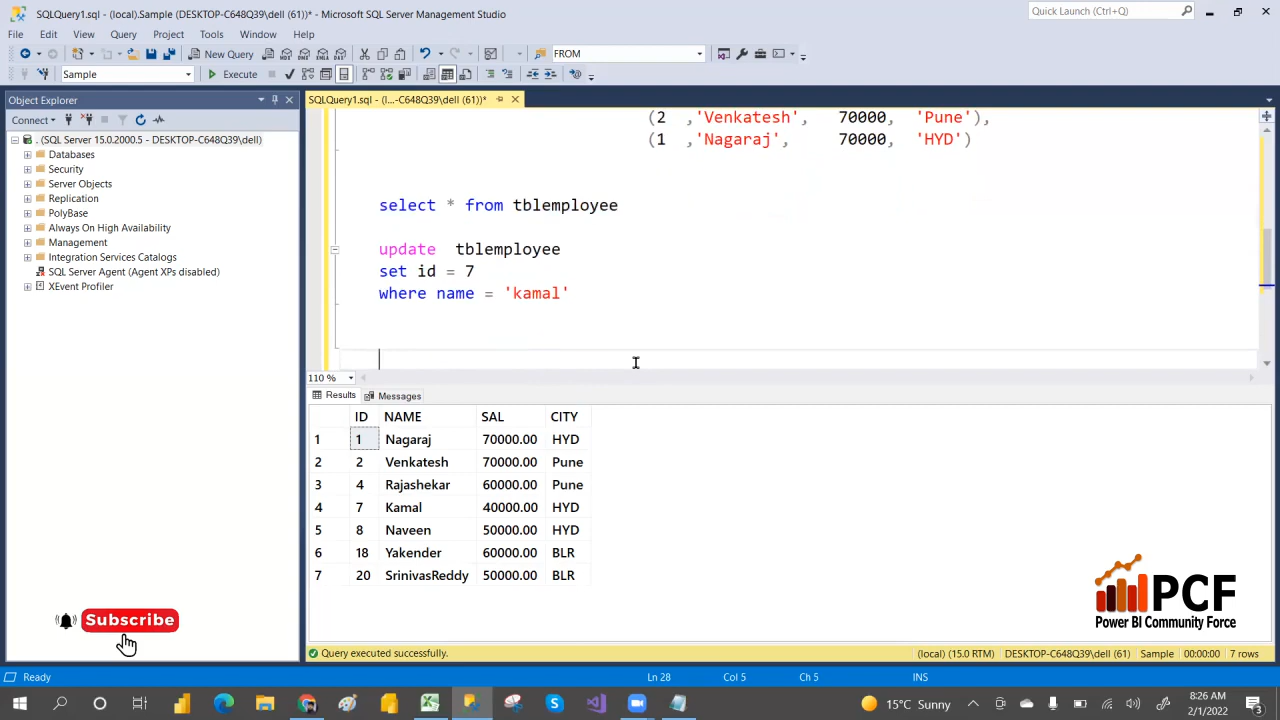 SQLQuery1.sql - (local).Sample (DESKTOP-C648Q39\dell (61))* - Microsoft SQL Server Management Studio
Quick Launch (Ctrl+Q)
File Edit View Query Project Tools Window Help
New Query FROM
Sample Execute
Object Explorer
SQLQuery1.sql - (l...-C648Q39\dell (61))*
Connect
. (SQL Server 15.0.2000.5 - DESKTOP-C648Q39\dell)
Databases
Security
Server Objects
Replication
PolyBase
Always On High Availability
Management
Integration Services Catalogs
SQL Server Agent (Agent XPs disabled)
XEvent Profiler
(2 ,'Venkatesh', 70000, 'Pune'),
(1 ,'Nagaraj', 70000, 'HYD')
select * from tblemployee
update tblemployee
set id = 7
where name = 'kamal'
110 %
Results Messages
ID NAME SAL CITY
1 1 Nagaraj 70000.00 HYD
2 2 Venkatesh 70000.00 Pune
3 4 Rajashekar 60000.00 Pune
4 7 Kamal 40000.00 HYD
5 8 Naveen 50000.00 HYD
6 18 Yakender 60000.00 BLR
7 20 SrinivasReddy 50000.00 BLR
Subscribe
PCF
Power BI Community Force
Query executed successfully. (local) (15.0 RTM) DESKTOP-C648Q39\dell (61) Sample 00:00:00 7 rows
Ready Ln 28 Col 5 Ch 5 INS
15°C Sunny
8:26 AM
2/1/2022
3